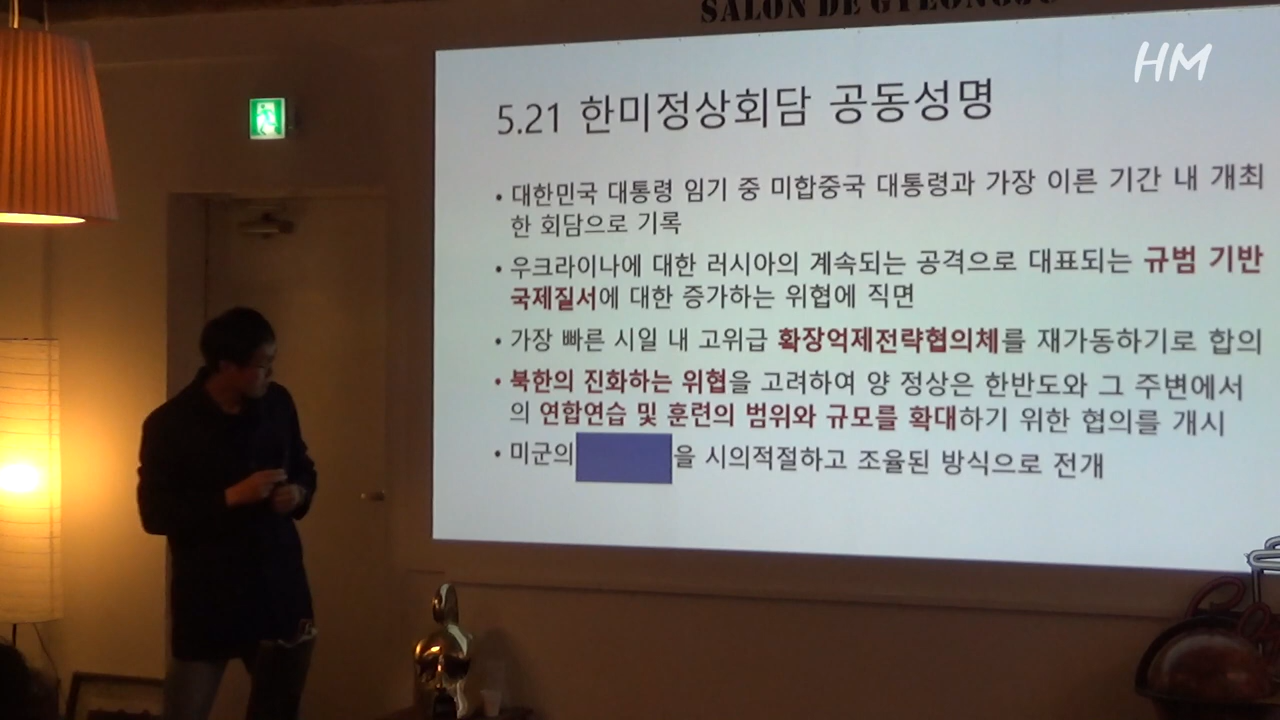 SALON DE GYEONGJU
HM
5.21 한미정상회담 공동성명
• 대한민국 대통령 임기 중 미합중국 대통령과 가장 이른 기간 내 개최
한 회담으로 기록
• 우크라이나에 대한 러시아의 계속되는 공격으로 대표되는 규범 기반
국제질서에 대한 증가하는 위협에 직면
• 가장 빠른 시일 내 고위급 확장억제전략협의체를 재가동하기로 합의
• 북한의 진화하는 위협을 고려하여 양 정상은 한반도와 그 주변에서
의 연합연습 및 훈련의 범위와 규모를 확대하기 위한 협의를 개시
• 미군의 을 시의적절하고 조율된 방식으로 전개